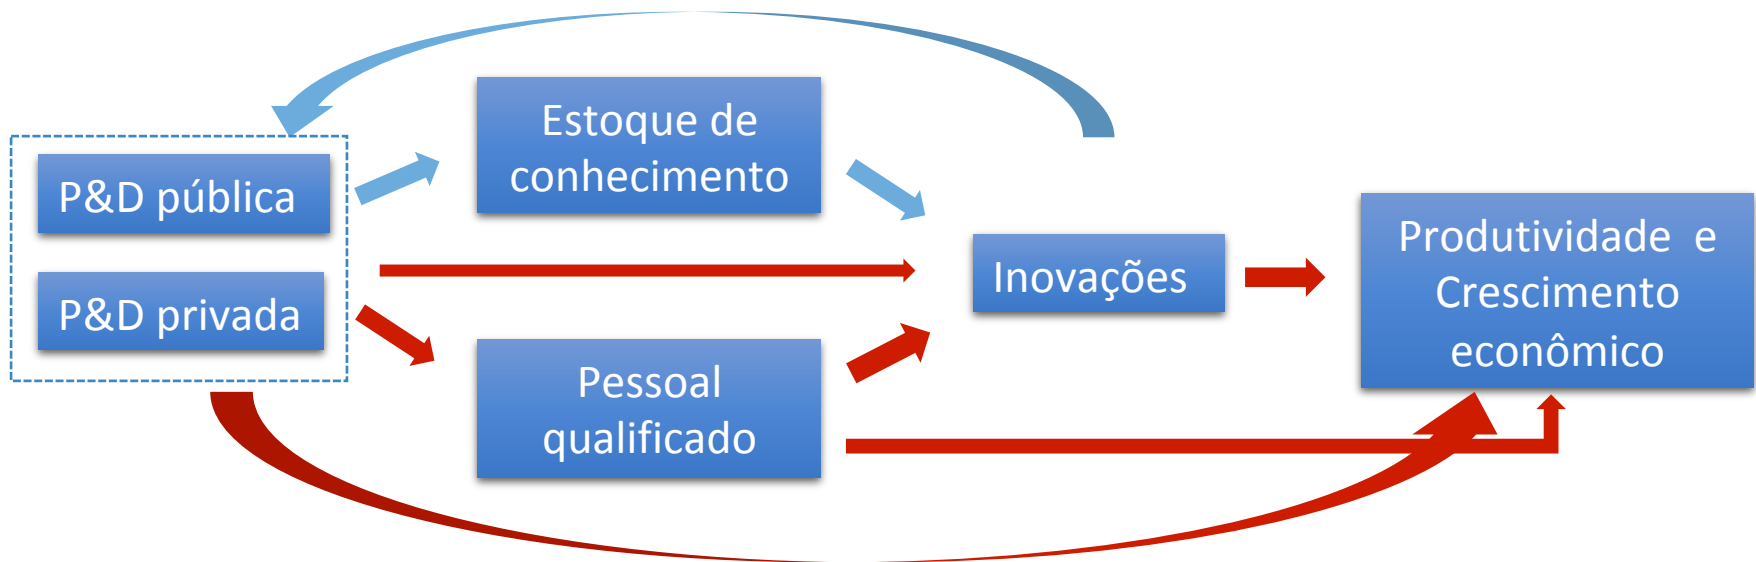 P&D pública
P&D privada
Estoque de
conhecimento
Pessoal
qualificado
Inovações
Produtividade e
Crescimento
econômico